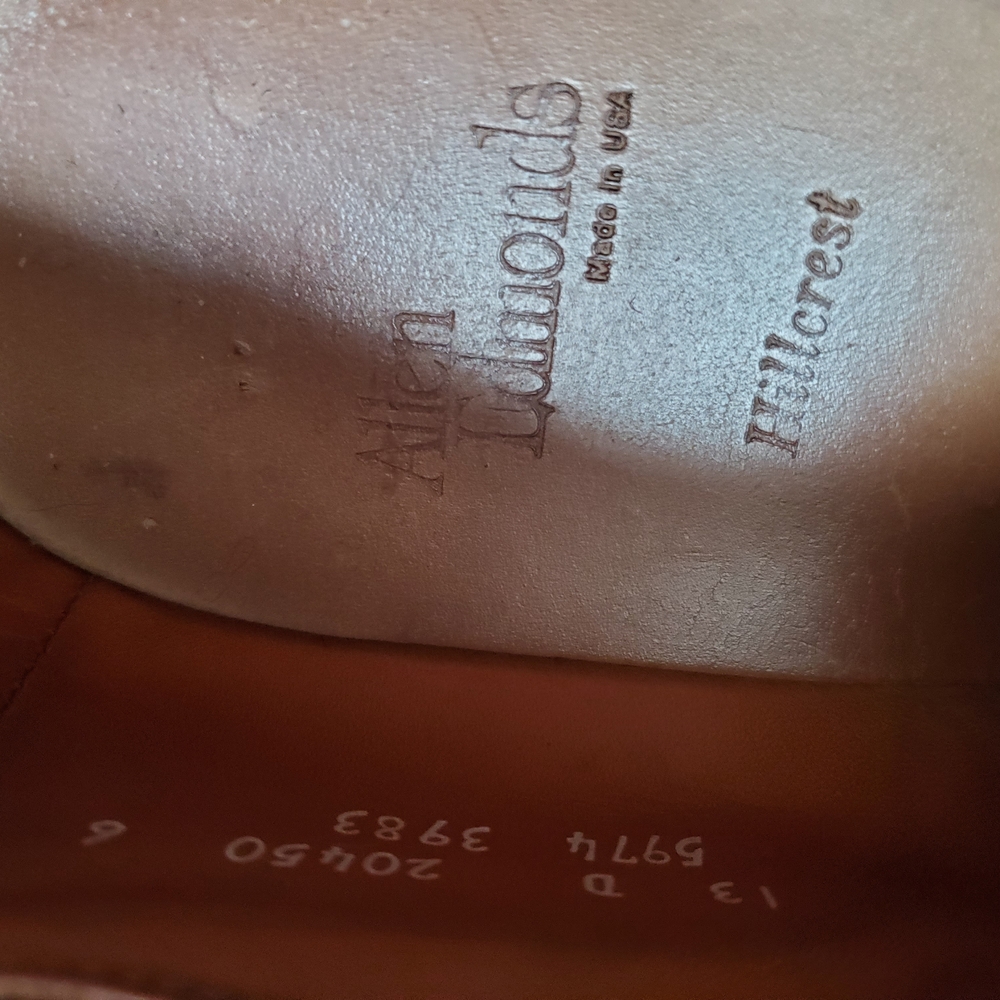 Allen
Edmonds
Made in USA
Hillcrest
13 D 20450 6
5974 3983